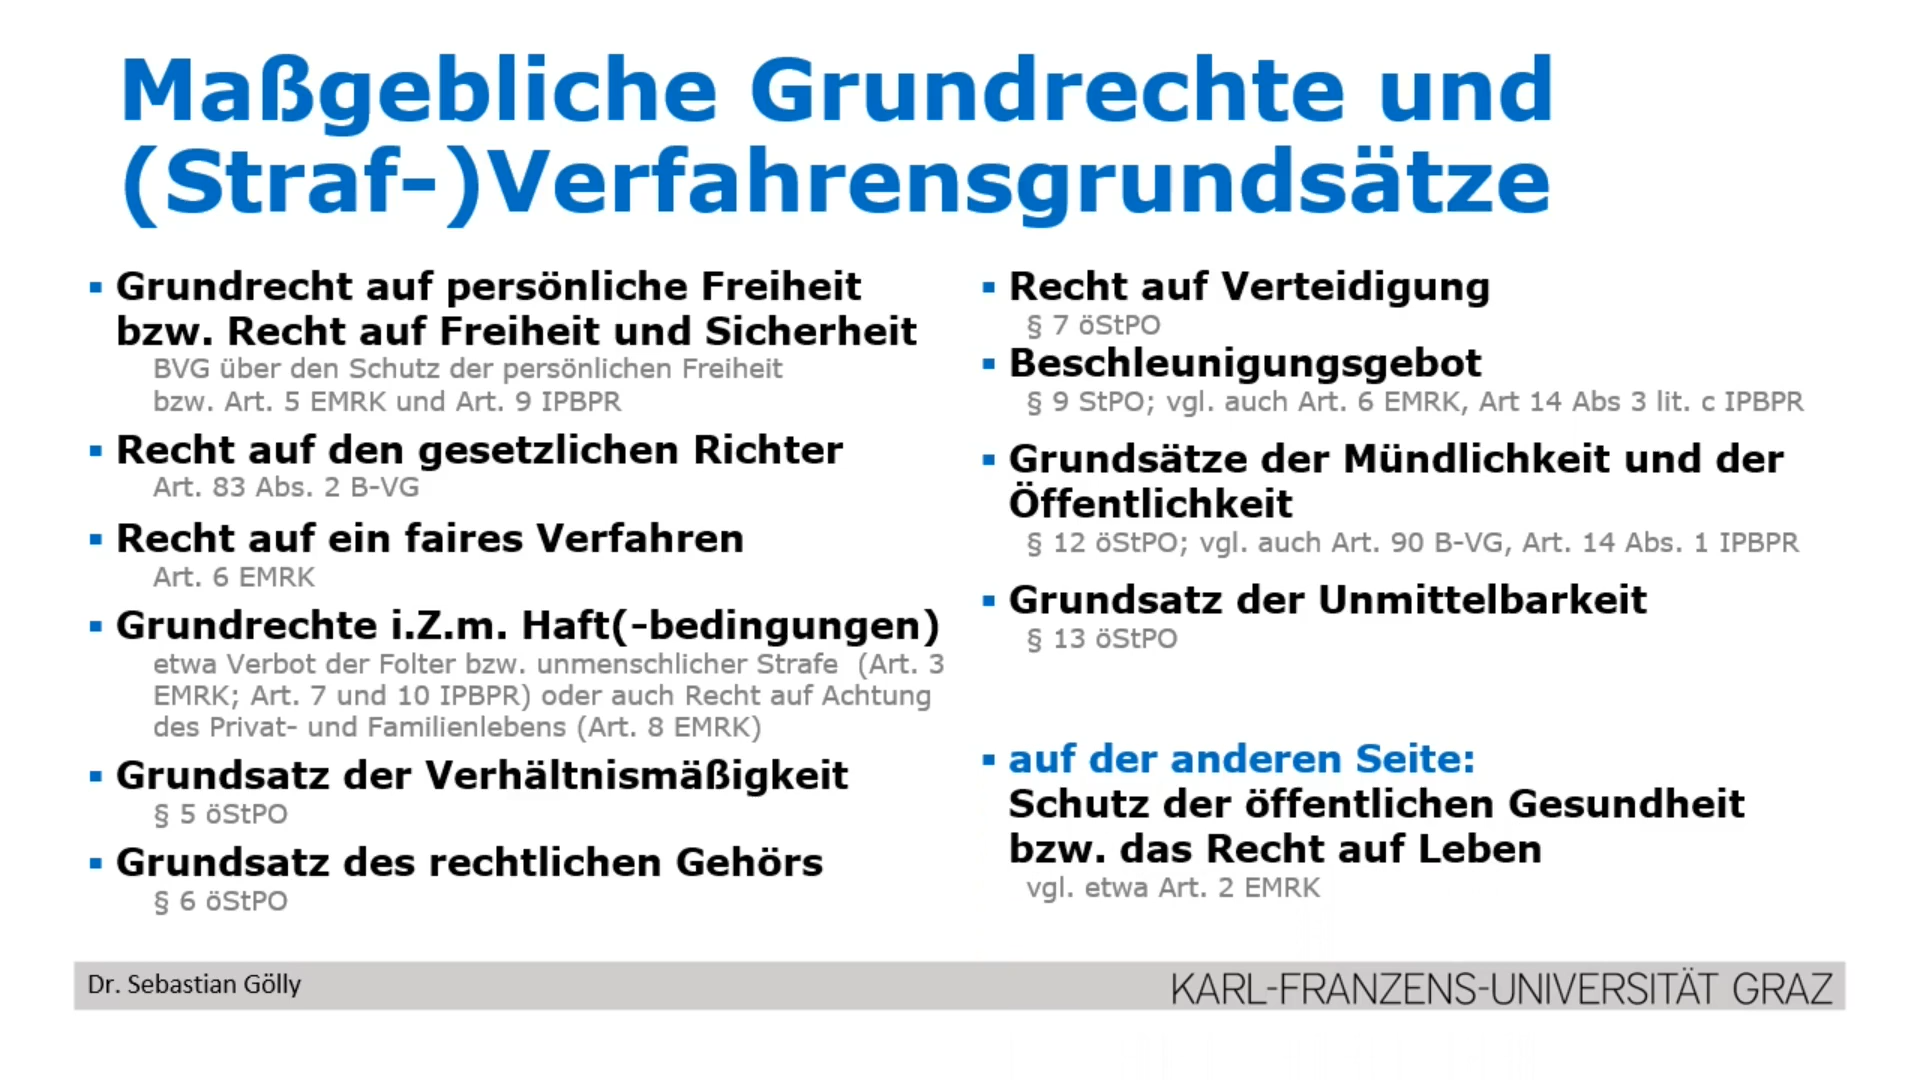 Maßgebliche Grundrechte und
(Straf-)Verfahrensgrundsätze
▪ Grundrecht auf persönliche Freiheit
bzw. Recht auf Freiheit und Sicherheit
BVG über den Schutz der persönlichen Freiheit
bzw. Art. 5 EMRK und Art. 9 IPBPR
▪ Recht auf den gesetzlichen Richter
Art. 83 Abs. 2 B-VG
▪ Recht auf ein faires Verfahren
Art. 6 EMRK
▪ Grundrechte i.Z.m. Haft(-bedingungen)
etwa Verbot der Folter bzw. unmenschlicher Strafe (Art. 3
EMRK; Art. 7 und 10 IPBPR) oder auch Recht auf Achtung
des Privat- und Familienlebens (Art. 8 EMRK)
▪ Grundsatz der Verhältnismäßigkeit
§ 5 öStPO
▪ Grundsatz des rechtlichen Gehörs
§ 6 öStPO
▪ Recht auf Verteidigung
§ 7 öStPO
▪ Beschleunigungsgebot
§ 9 StPO; vgl. auch Art. 6 EMRK, Art 14 Abs 3 lit. c IPBPR
▪ Grundsätze der Mündlichkeit und der
Öffentlichkeit
§ 12 öStPO; vgl. auch Art. 90 B-VG, Art. 14 Abs. 1 IPBPR
▪ Grundsatz der Unmittelbarkeit
§ 13 öStPO
▪ auf der anderen Seite:
Schutz der öffentlichen Gesundheit
bzw. das Recht auf Leben
vgl. etwa Art. 2 EMRK
Dr. Sebastian Gölly
KARL-FRANZENS-UNIVERSITÄT GRAZ